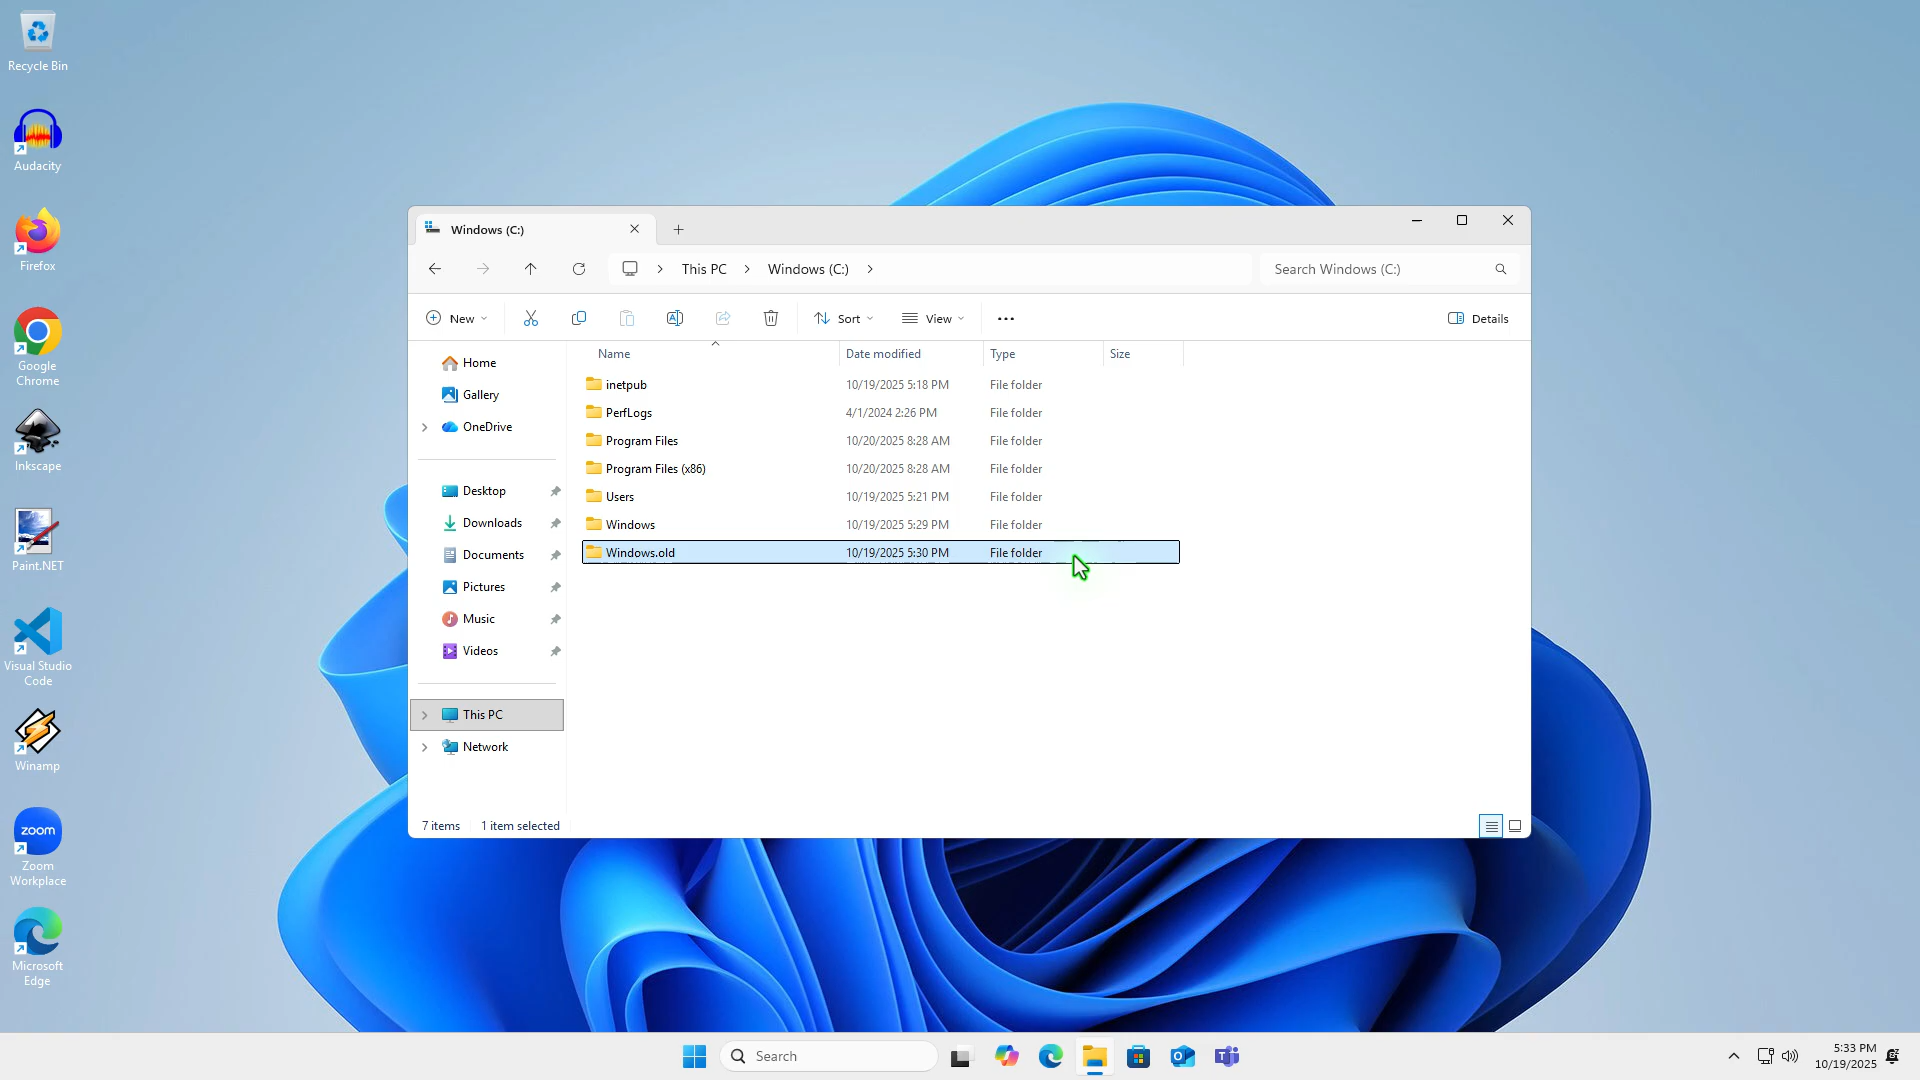 Recycle Bin
Audacity
Firefox
Google
Chrome
Inkscape
Paint.NET
Visual Studio
Code
Winamp
zoom
Zoom
Workplace
Microsoft
Edge
Windows (C:)
This PC
Windows (C:)
Search Windows (C:)
New
Sort
View
Details
Home
Gallery
OneDrive
Desktop
Downloads
Documents
Pictures
Music
Videos
This PC
Network
Name Date modified Type Size
inetpub 10/19/2025 5:18 PM File folder
PerfLogs 4/1/2024 2:26 PM File folder
Program Files 10/20/2025 8:28 AM File folder
Program Files (x86) 10/20/2025 8:28 AM File folder
Users 10/19/2025 5:21 PM File folder
Windows 10/19/2025 5:29 PM File folder
Windows.old 10/19/2025 5:30 PM File folder
7 items 1 item selected
Search
5:33 PM
10/19/2025